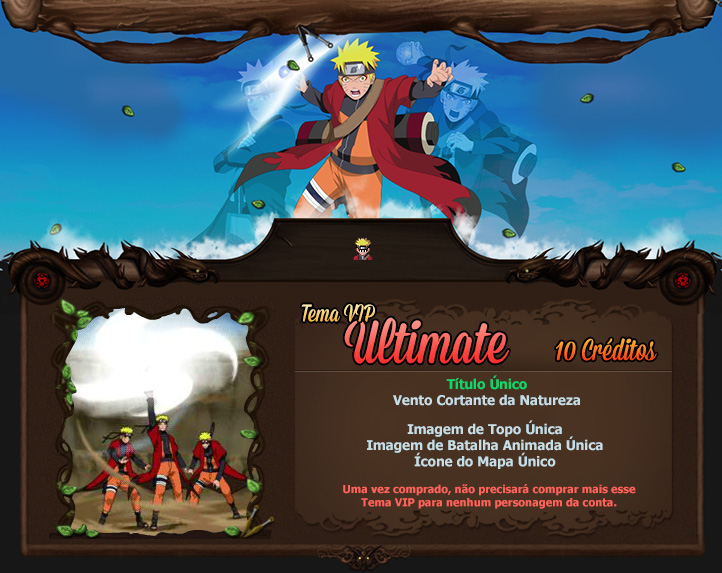 Tema VIP
Ultimate
10 Créditos
Título Único
Vento Cortante da Natureza
Imagem de Topo Única
Imagem de Batalha Animada Única
Ícone do Mapa Único
Uma vez comprado, não precisará comprar mais esse
Tema VIP para nenhum personagem da conta.